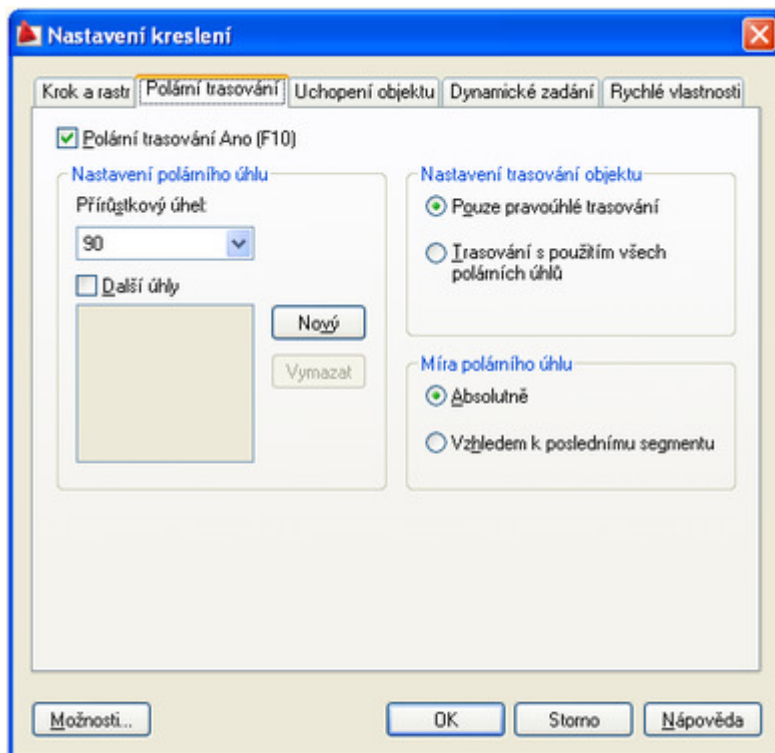 Nastavení kreslení
Krok a rastr
Polární trasování
Uchopení objektu
Dynamické zadání
Rychlé vlastnosti
Polární trasování Ano (F10)
Nastavení polárního úhlu
Přírůstkový úhel:
90
Další úhly
Nový
Vymazat
Nastavení trasování objektu
Pouze pravoúhlé trasování
Trasování s použitím všech
polárních úhlů
Míra polárního úhlu
Absolutně
Vzhledem k poslednímu segmentu
Možnosti...
OK
Storno
Nápověda